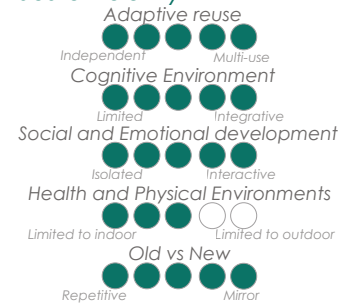 Adaptive reuse
Independent Multi-use
Cognitive Environment
Limited Integrative
Social and Emotional development
Isolated Interactive
Health and Physical Environments
Limited to indoor Limited to outdoor
Old vs New
Repetitive Mirror